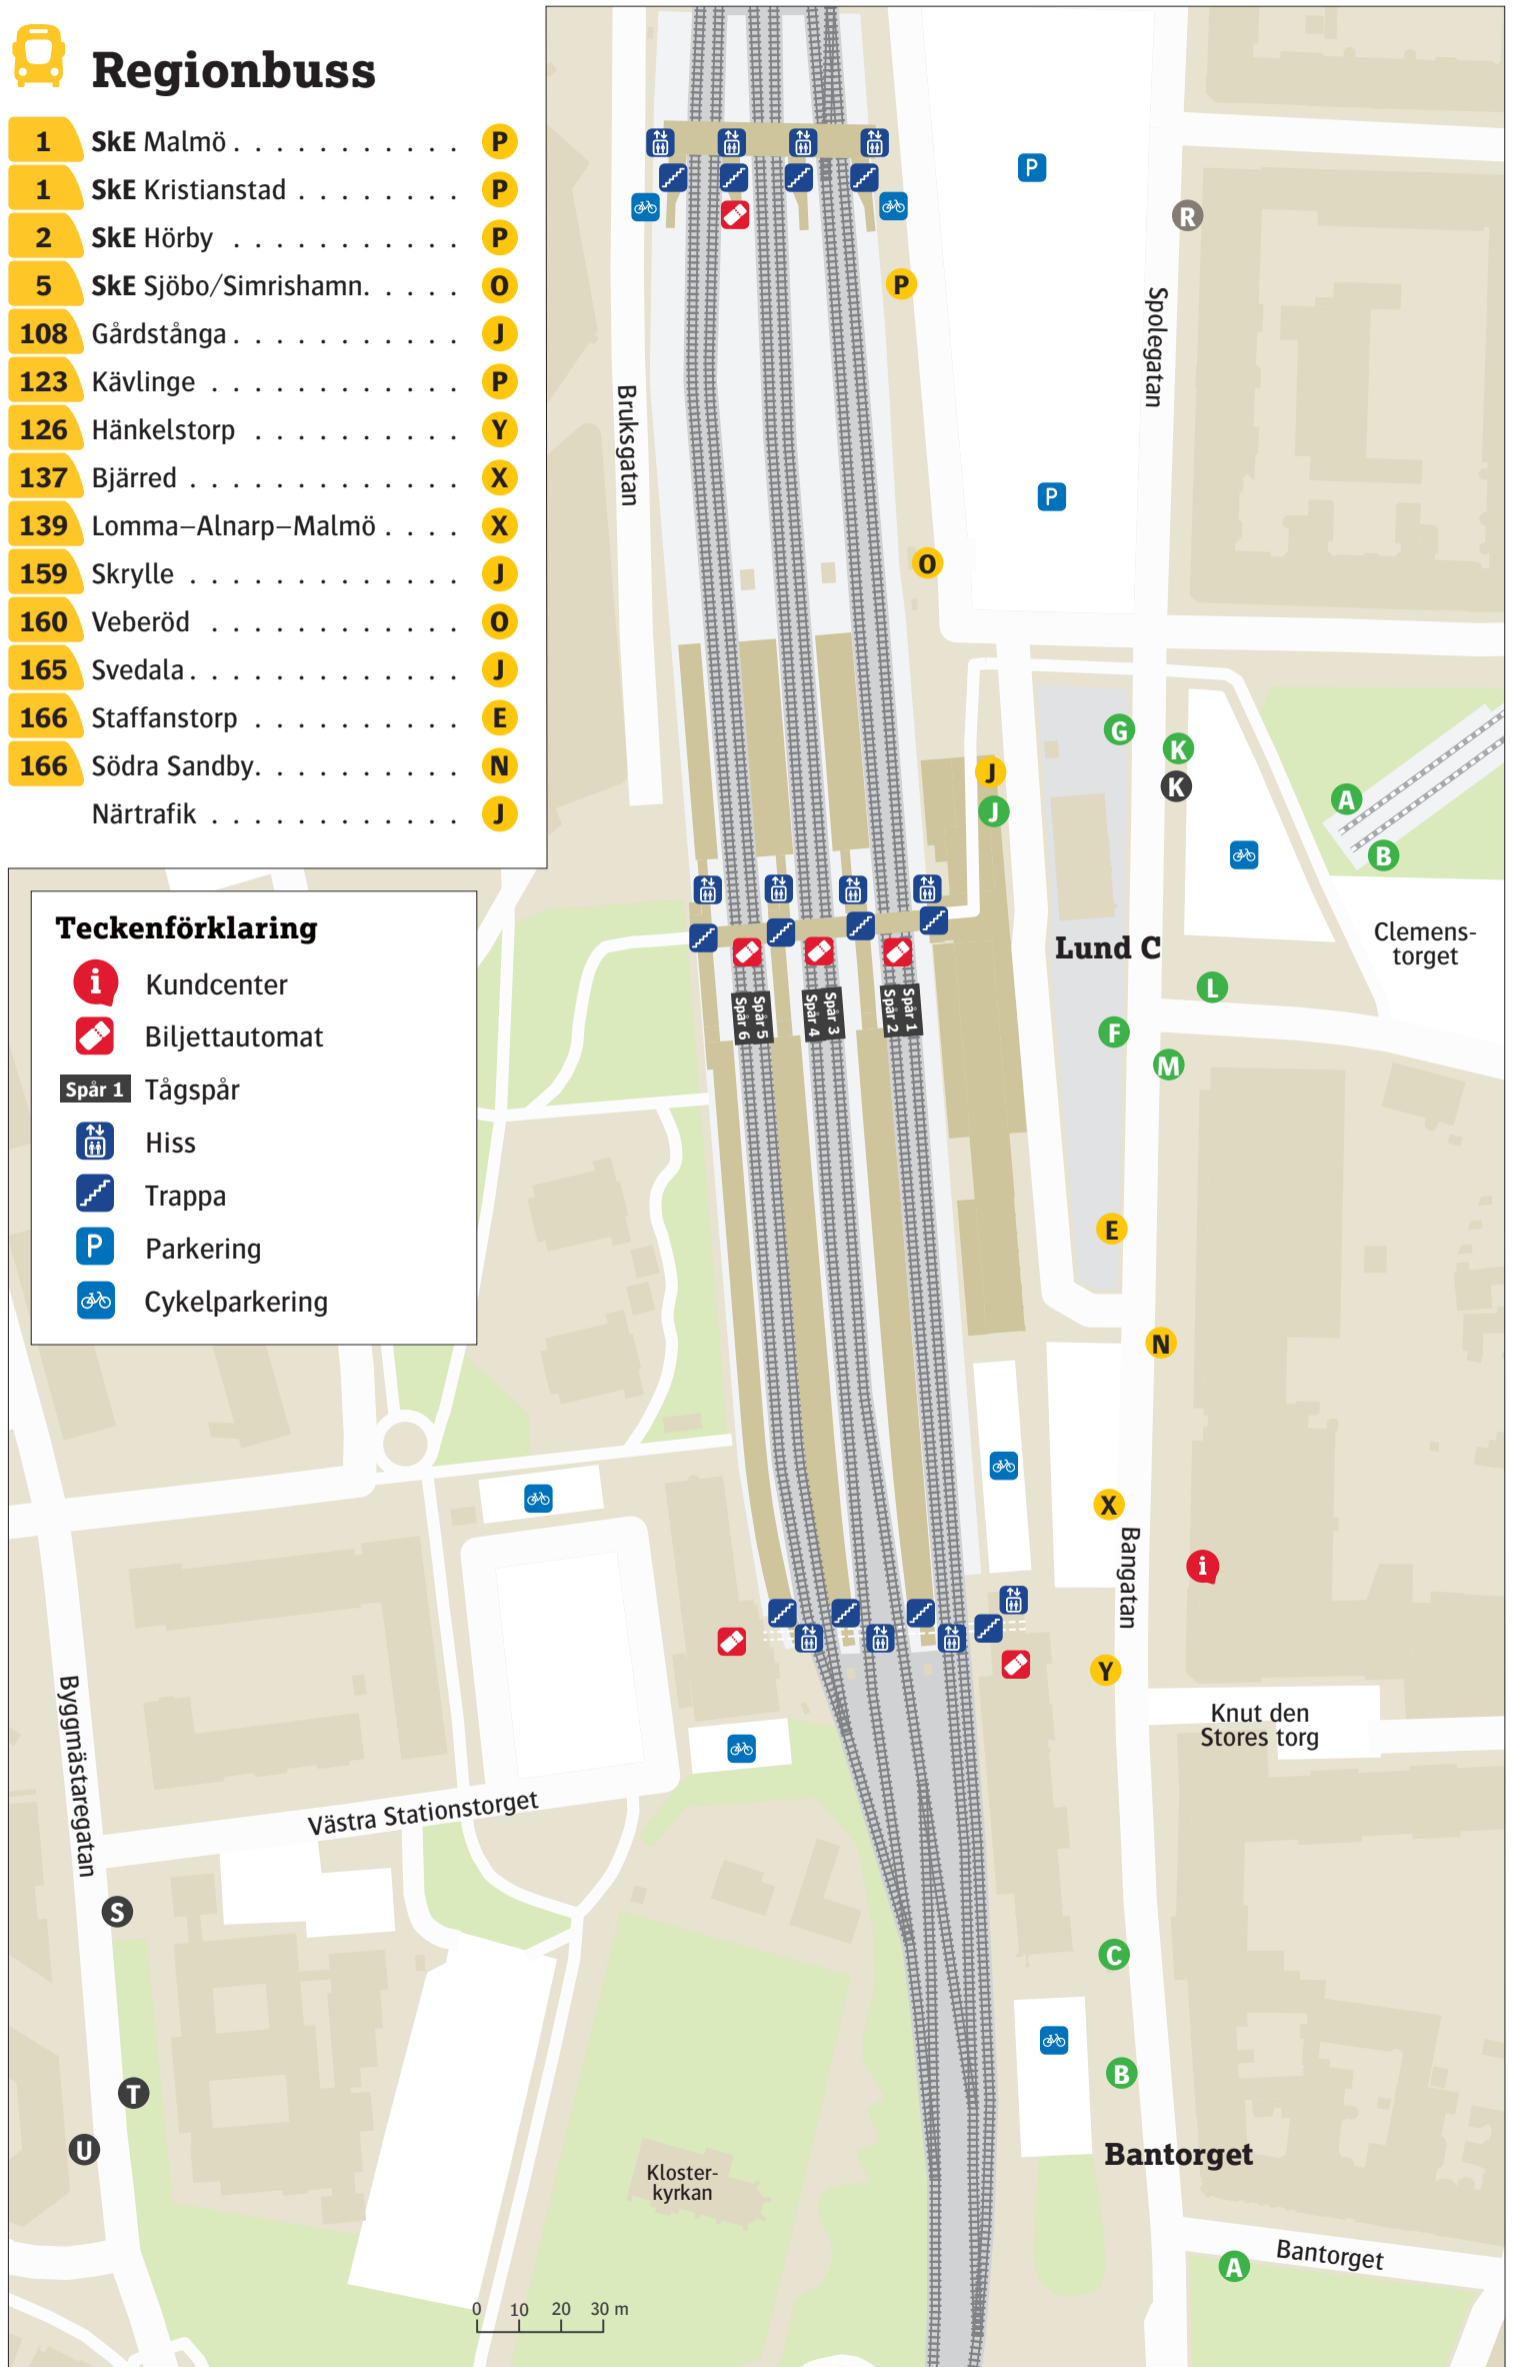 Regionbuss
1 SkE Malmö . . . . . . . . . . . P
1 SkE Kristianstad . . . . . . . P
2 SkE Hörby . . . . . . . . . . . P
5 SkE Sjöbo/Simrishamn. . . . . O
108 Gårdstånga . . . . . . . . . . . J
123 Kävlinge . . . . . . . . . . . . P
126 Hänkelstorp . . . . . . . . . . Y
137 Bjärred . . . . . . . . . . . . . X
139 Lomma–Alnarp–Malmö . . . . X
159 Skrylle . . . . . . . . . . . . . J
160 Veberöd . . . . . . . . . . . . O
165 Svedala . . . . . . . . . . . . . J
166 Staffanstorp . . . . . . . . . . E
166 Södra Sandby. . . . . . . . . . N
Närtrafik . . . . . . . . . . . . J
Teckenförklaring
i Kundcenter
Biljettautomat
Spår 1 Tågspår
Hiss
Trappa
P Parkering
Cykelparkering
P
R
P
Spolegatan
Bruksgatan
P
O
G
K
J
K
A
J
B
Clemens-
torget
Lund C
L
Spår 6
Spår 5
Spår 4
Spår 3
Spår 2
Spår 1
F
M
E
N
X
Bangatan
i
Y
Knut den
Stores torg
Byggmästaregatan
Västra Stationstorget
S
C
T
B
U
Bantorget
Kloster-
kyrkan
Bantorget
A
0 10 20 30 m